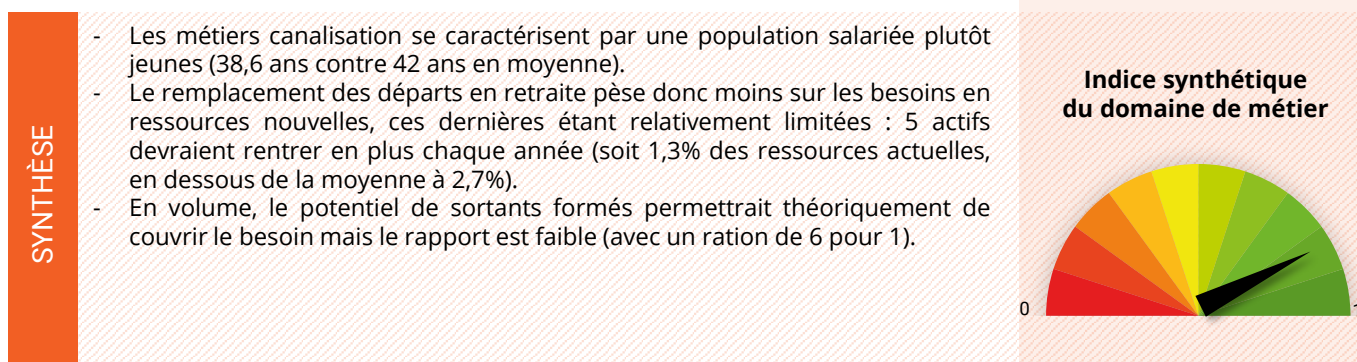 SYNTHÈSE
- Les métiers canalisation se caractérisent par une population salariée plutôt
jeunes (38,6 ans contre 42 ans en moyenne).
- Le remplacement des départs en retraite pèse donc moins sur les besoins en
ressources nouvelles, ces dernières étant relativement limitées : 5 actifs
devraient rentrer en plus chaque année (soit 1,3% des ressources actuelles,
en dessous de la moyenne à 2,7%).
- En volume, le potentiel de sortants formés permettrait théoriquement de
couvrir le besoin mais le rapport est faible (avec un ration de 6 pour 1).
Indice synthétique
du domaine de métier
0